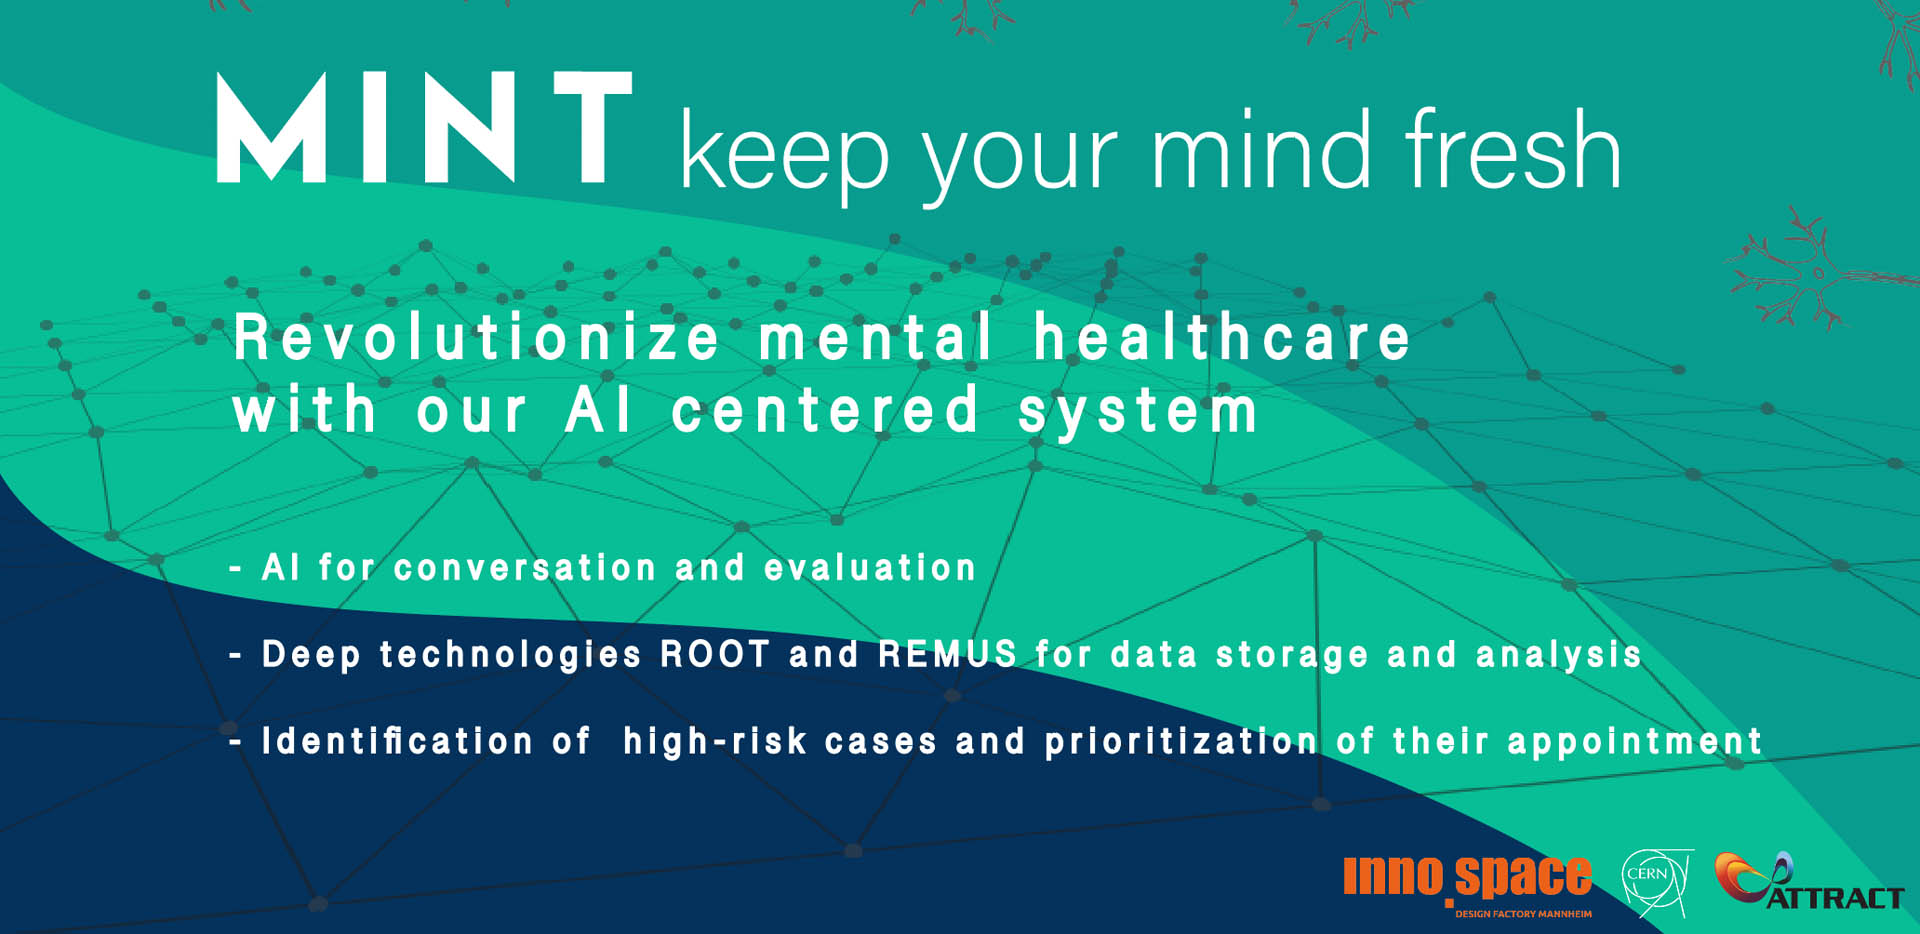 MINT keep your mind fresh
Revolutionize mental healthcare
with our AI centered system
- AI for conversation and evaluation
- Deep technologies ROOT and REMUS for data storage and analysis
- Identification of high-risk cases and prioritization of their appointment
inno.space
DESIGN FACTORY MANNHEIM
CERN
ATTRACT